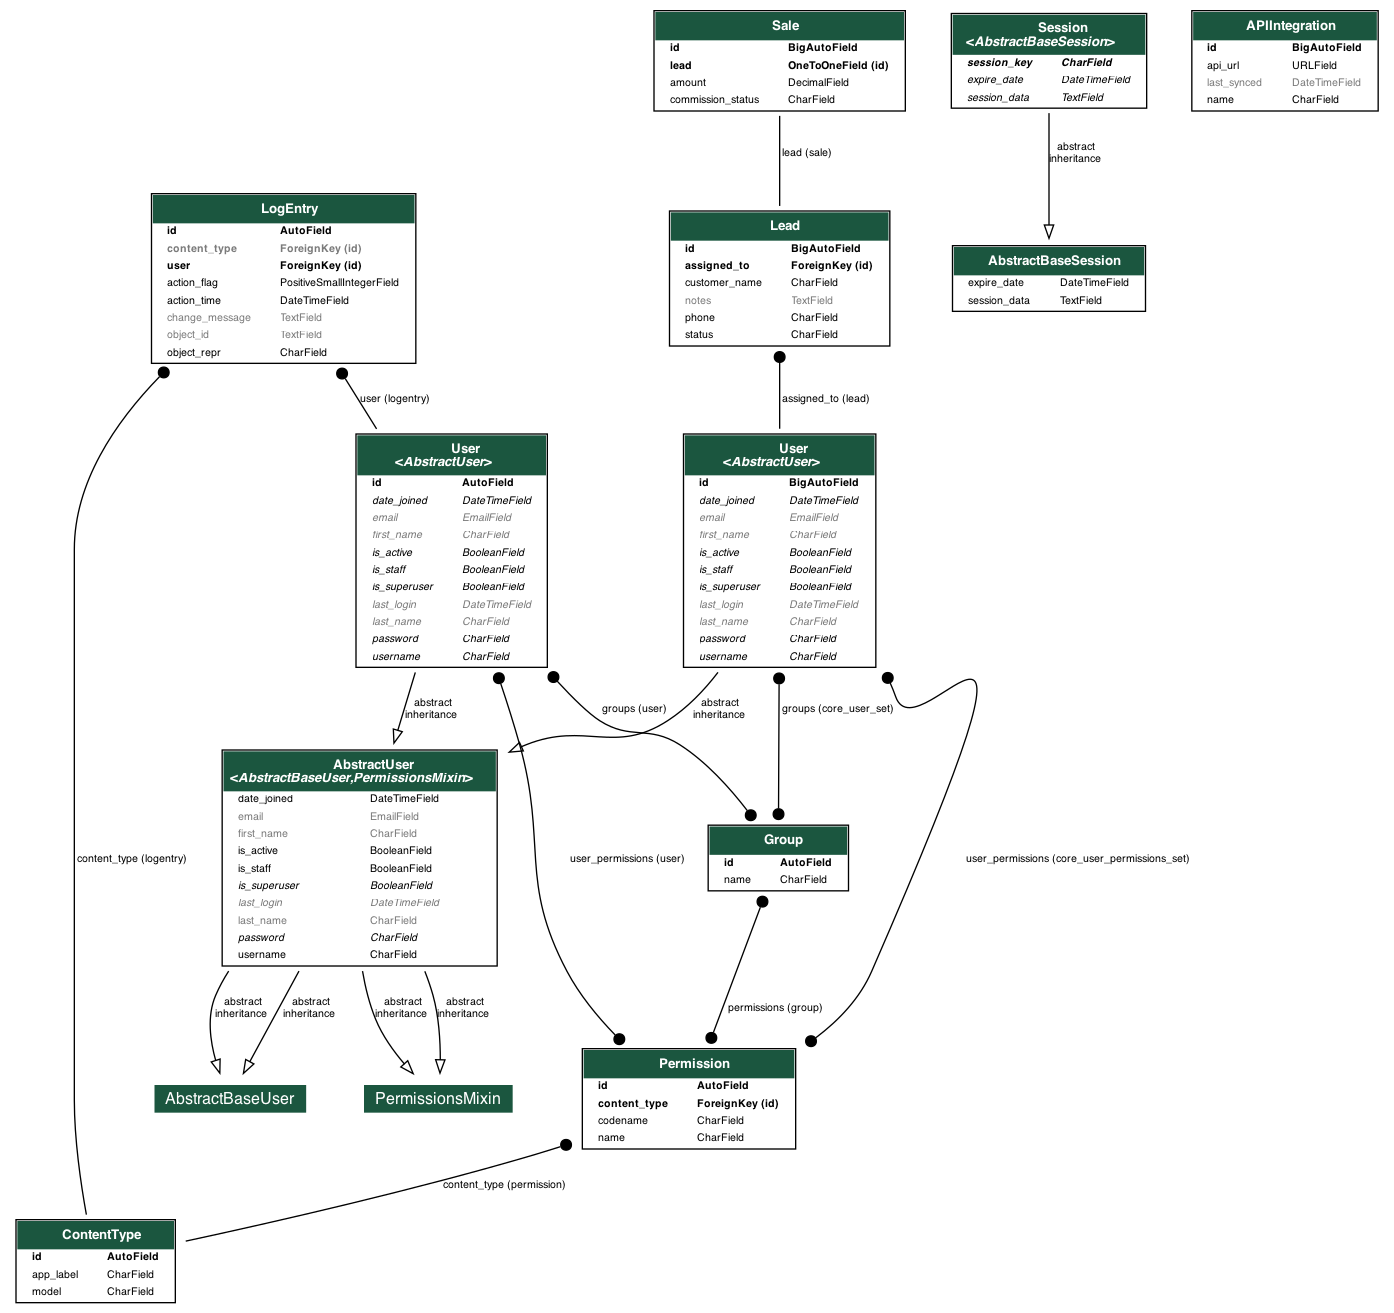 Sale
id BigAutoField
lead OneToOneField (id)
amount DecimalField
commission_status CharField
Session
<AbstractBaseSession>
session_key CharField
expire_date DateTimeField
session_data TextField
APIIntegration
id BigAutoField
api_url URLField
last_synced DateTimeField
name CharField
lead (sale)
abstract
inheritance
LogEntry
id AutoField
content_type ForeignKey (id)
user ForeignKey (id)
action_flag PositiveSmallIntegerField
action_time DateTimeField
change_message TextField
object_id TextField
object_repr CharField
Lead
id BigAutoField
assigned_to ForeignKey (id)
customer_name CharField
notes TextField
phone CharField
status CharField
AbstractBaseSession
expire_date DateTimeField
session_data TextField
user (logentry)
assigned_to (lead)
User
<AbstractUser>
id AutoField
date_joined DateTimeField
email EmailField
first_name CharField
is_active BooleanField
is_staff BooleanField
is_superuser BooleanField
last_login DateTimeField
last_name CharField
password CharField
username CharField
User
<AbstractUser>
id BigAutoField
date_joined DateTimeField
email EmailField
first_name CharField
is_active BooleanField
is_staff BooleanField
is_superuser BooleanField
last_login DateTimeField
last_name CharField
password CharField
username CharField
abstract
inheritance
groups (user)
abstract
inheritance
groups (core_user_set)
AbstractUser
<AbstractBaseUser,PermissionsMixin>
date_joined DateTimeField
email EmailField
first_name CharField
is_active BooleanField
is_staff BooleanField
is_superuser BooleanField
last_login DateTimeField
last_name CharField
password CharField
username CharField
content_type (logentry)
user_permissions (user)
Group
id AutoField
name CharField
user_permissions (core_user_permissions_set)
abstract
inheritance
abstract
inheritance
abstract
inheritance
abstract
inheritance
permissions (group)
AbstractBaseUser
PermissionsMixin
Permission
id AutoField
content_type ForeignKey (id)
codename CharField
name CharField
content_type (permission)
ContentType
id AutoField
app_label CharField
model CharField